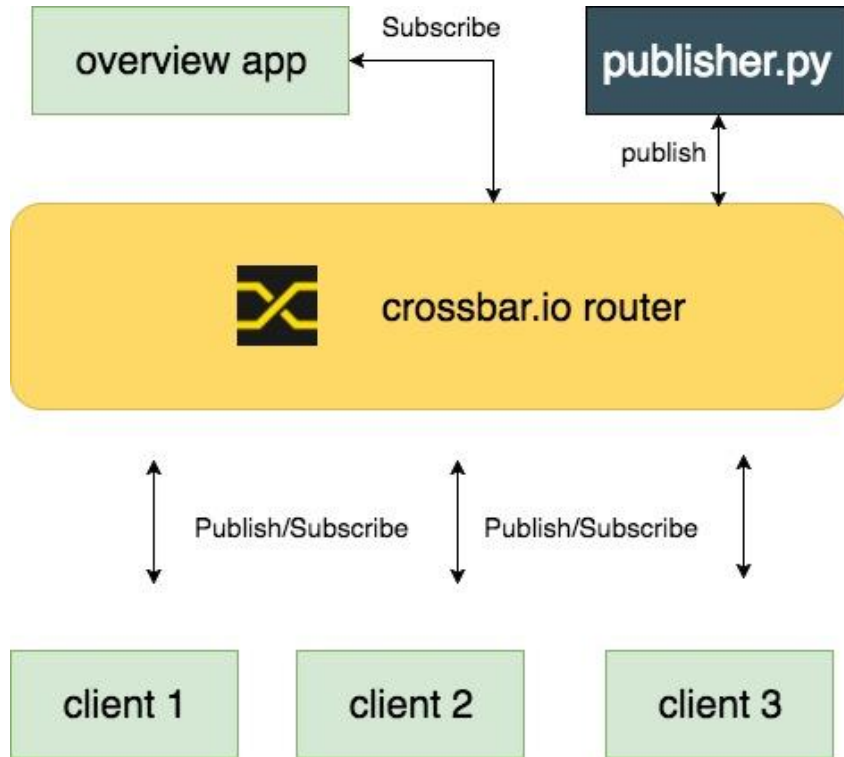 Subscribe
overview app
publisher.py
publish
crossbar.io router
Publish/Subscribe
Publish/Subscribe
client 1
client 2
client 3